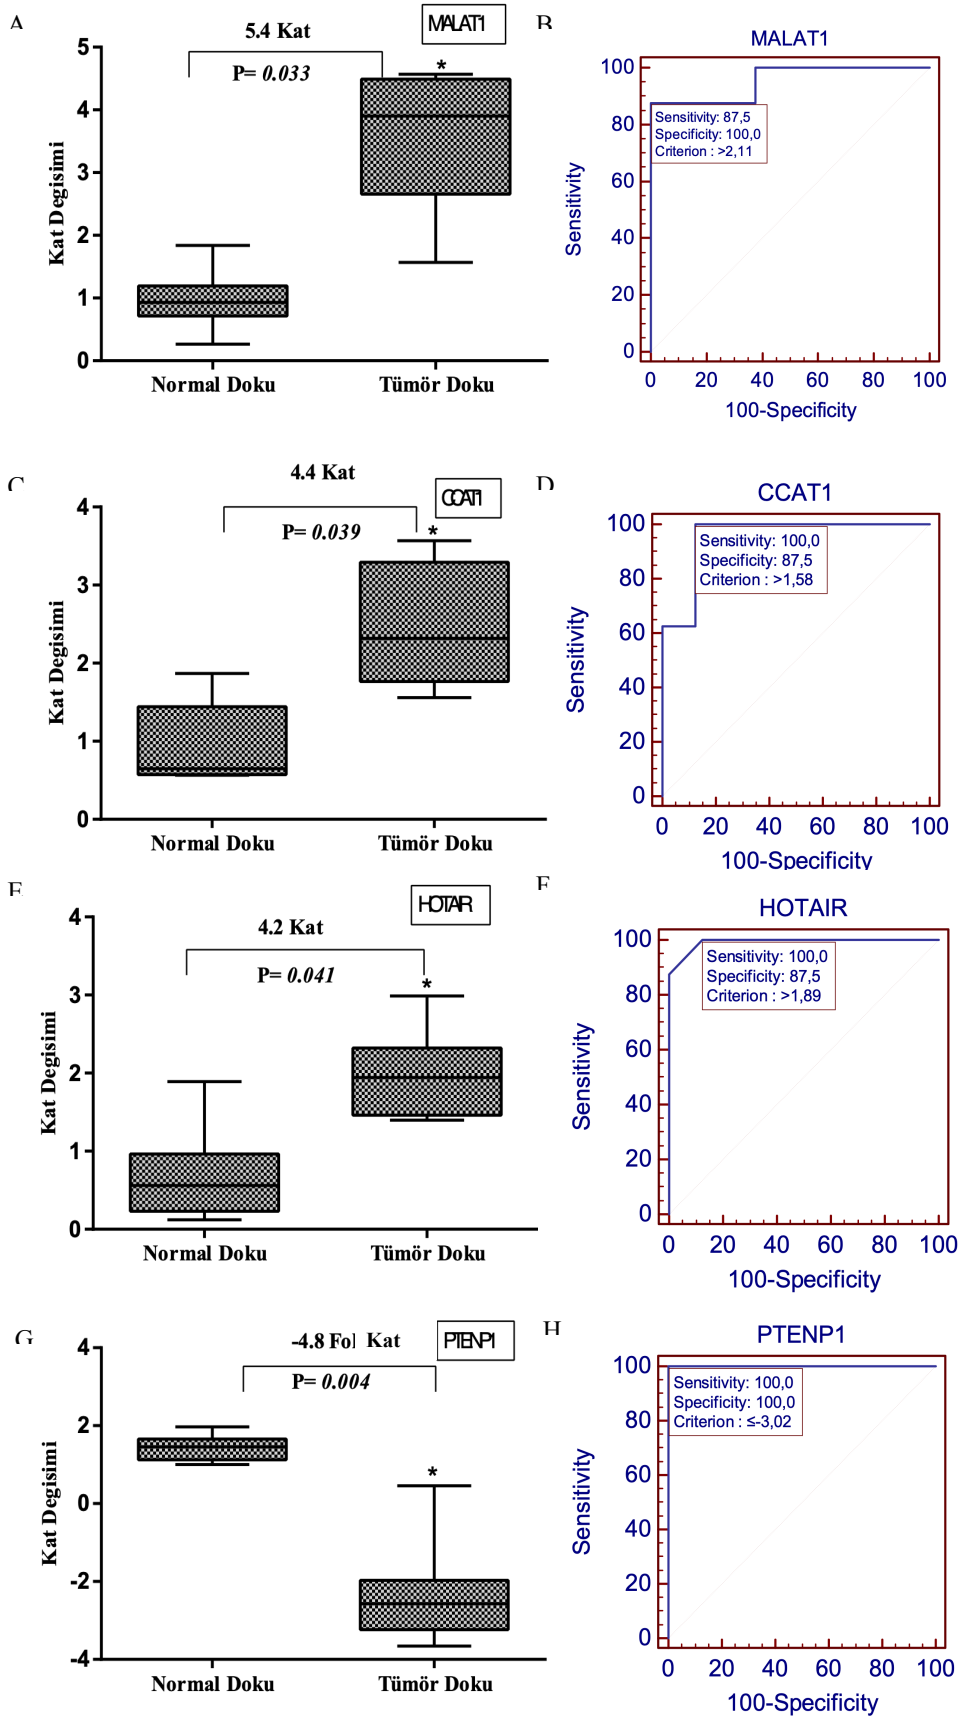 A
5.4 Kat
MALAT1
P= 0.033
*
Kat Degisimi
5
4
3
2
1
0
Normal Doku
Tümör Doku
B
MALAT1
Sensitivity: 87,5
Specificity: 100,0
Criterion : >2,11
Sensitivity
100
80
60
40
20
0
0 20 40 60 80 100
100-Specificity
C
4.4 Kat
CCAT1
P= 0.039
*
Kat Degisimi
4
3
2
1
0
Normal Doku
Tümör Doku
D
CCAT1
Sensitivity: 100,0
Specificity: 87,5
Criterion : >1,58
Sensitivity
100
80
60
40
20
0
0 20 40 60 80 100
100-Specificity
E
4.2 Kat
HOTAIR
P= 0.041
*
Kat Degisimi
4
3
2
1
0
Normal Doku
Tümör Doku
F
HOTAIR
Sensitivity: 100,0
Specificity: 87,5
Criterion : >1,89
Sensitivity
100
80
60
40
20
0
0 20 40 60 80 100
100-Specificity
G
-4.8 Fol Kat
PTENP1
P= 0.004
*
Kat Degisimi
4
2
0
-2
-4
Normal Doku
Tümör Doku
H
PTENP1
Sensitivity: 100,0
Specificity: 100,0
Criterion : ≤-3,02
Sensitivity
100
80
60
40
20
0
0 20 40 60 80 100
100-Specificity